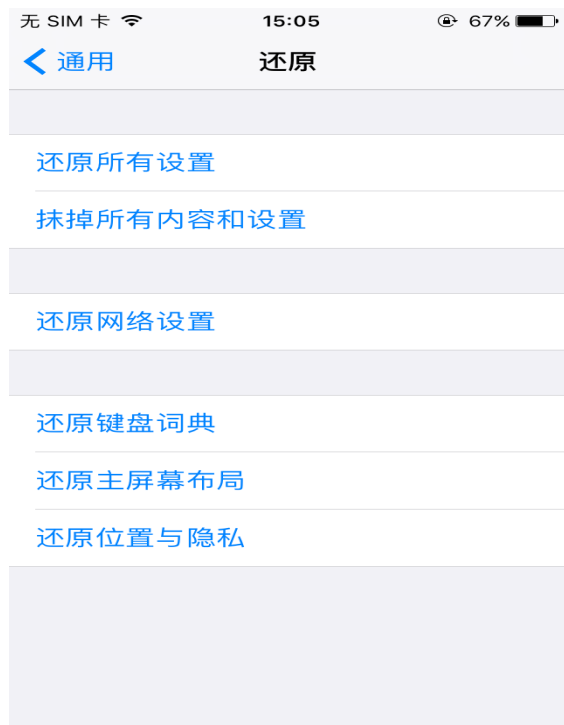 无 SIM 卡 15:05 67%
通用 还原
还原所有设置
抹掉所有内容和设置
还原网络设置
还原键盘词典
还原主屏幕布局
还原位置与隐私